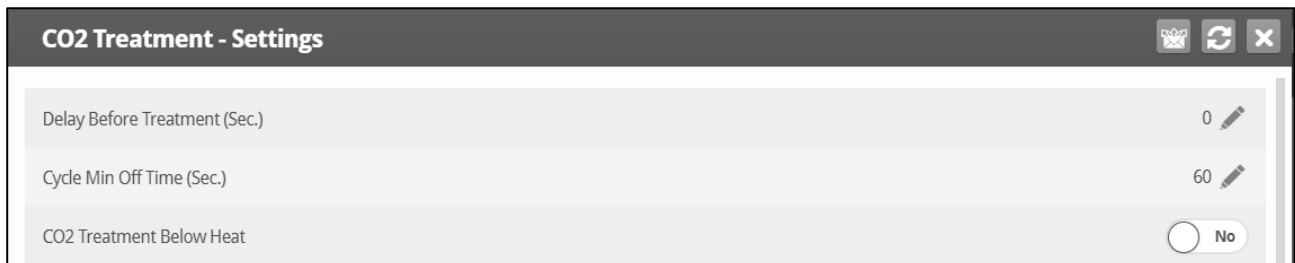 CO2 Treatment - Settings
Delay Before Treatment (Sec.) 0
Cycle Min Off Time (Sec.) 60
CO2 Treatment Below Heat No